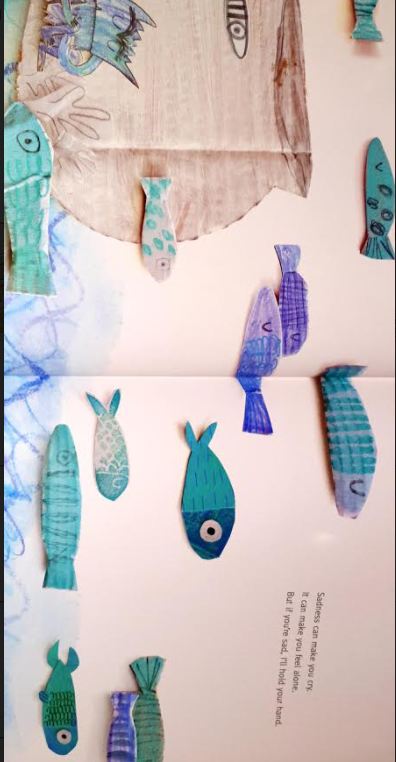 Sadness can make you cry.
It can make you feel alone.
But if you're sad, I'll hold your hand.